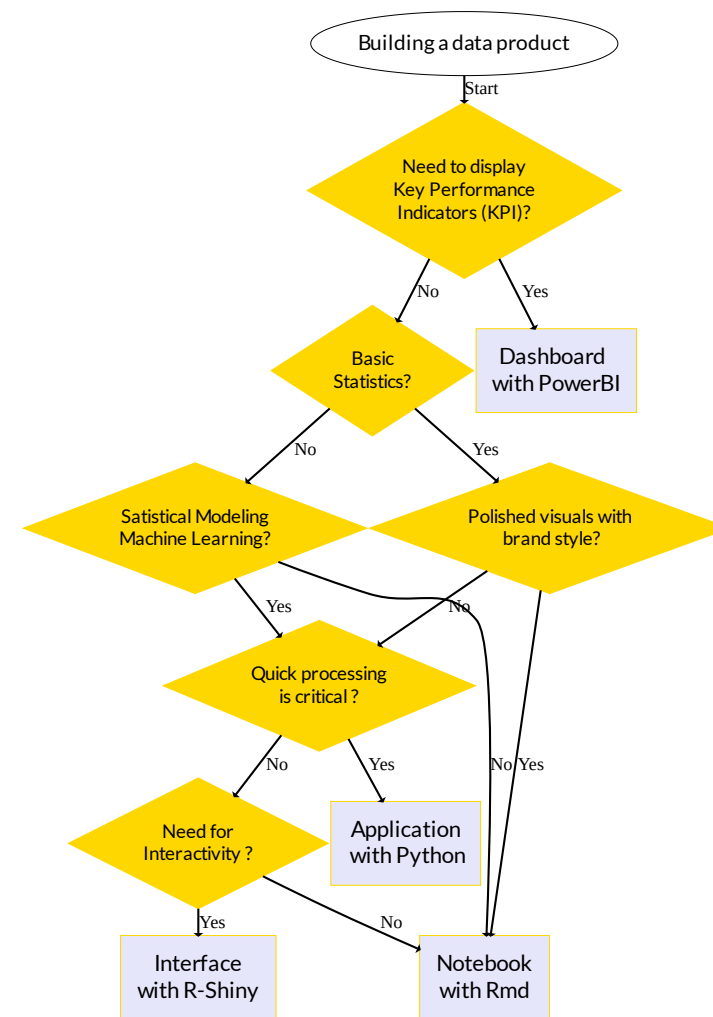 Building a data product
Start
Need to display
Key Performance
Indicators (KPI)?
No
Yes
Basic
Statistics?
Dashboard
with PowerBI
No
Yes
Satistical Modeling
Machine Learning?
Polished visuals with
brand style?
Yes
No
Quick processing
is critical ?
No
Yes
No
Yes
Need for
Interactivity ?
Application
with Python
Yes
No
Interface
with R-Shiny
Notebook
with Rmd